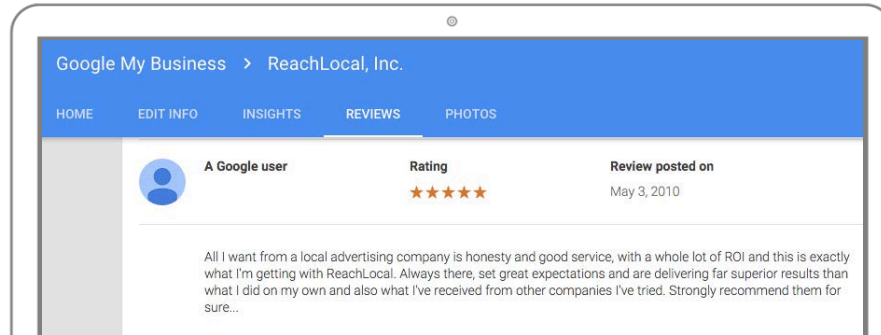 Google My Business > ReachLocal, Inc.
HOME EDIT INFO INSIGHTS REVIEWS PHOTOS
A Google user Rating Review posted on
May 3, 2010
All I want from a local advertising company is honesty and good service, with a whole lot of ROI and this is exactly
what I'm getting with ReachLocal. Always there, set great expectations and are delivering far superior results than
what I did on my own and also what I've received from other companies I've tried. Strongly recommend them for
sure...